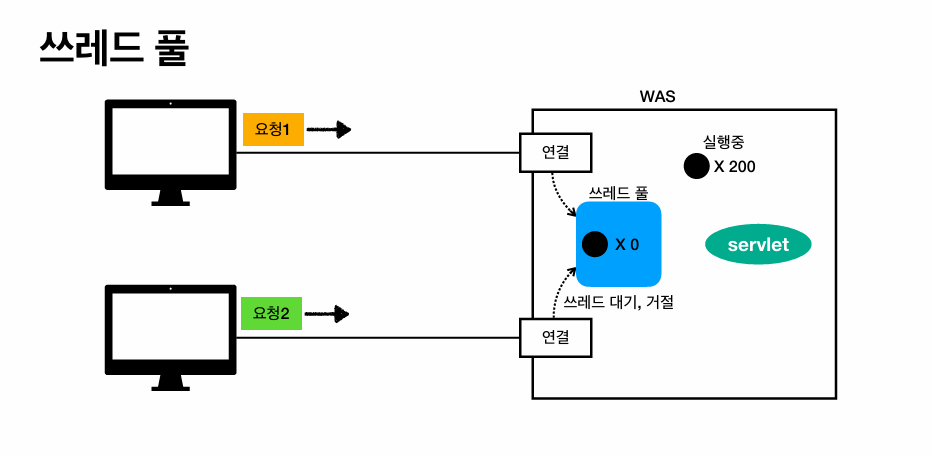 쓰레드 풀
WAS
요청1
연결
실행중
X 200
쓰레드 풀
X 0
servlet
쓰레드 대기, 거절
요청2
연결